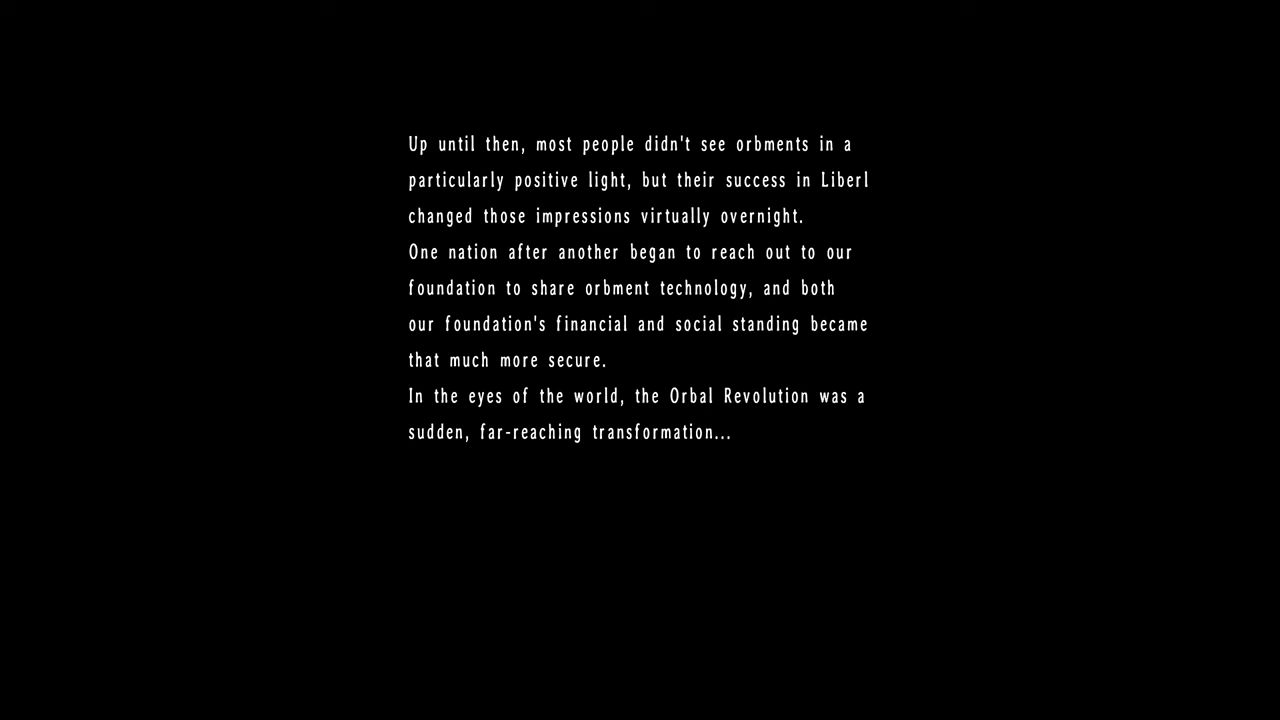 Up until then, most people didn't see orbments in a
particularly positive light, but their success in Liberl
changed those impressions virtually overnight.
One nation after another began to reach out to our
foundation to share orbment technology, and both
our foundation's financial and social standing became
that much more secure.
In the eyes of the world, the Orbal Revolution was a
sudden, far-reaching transformation...